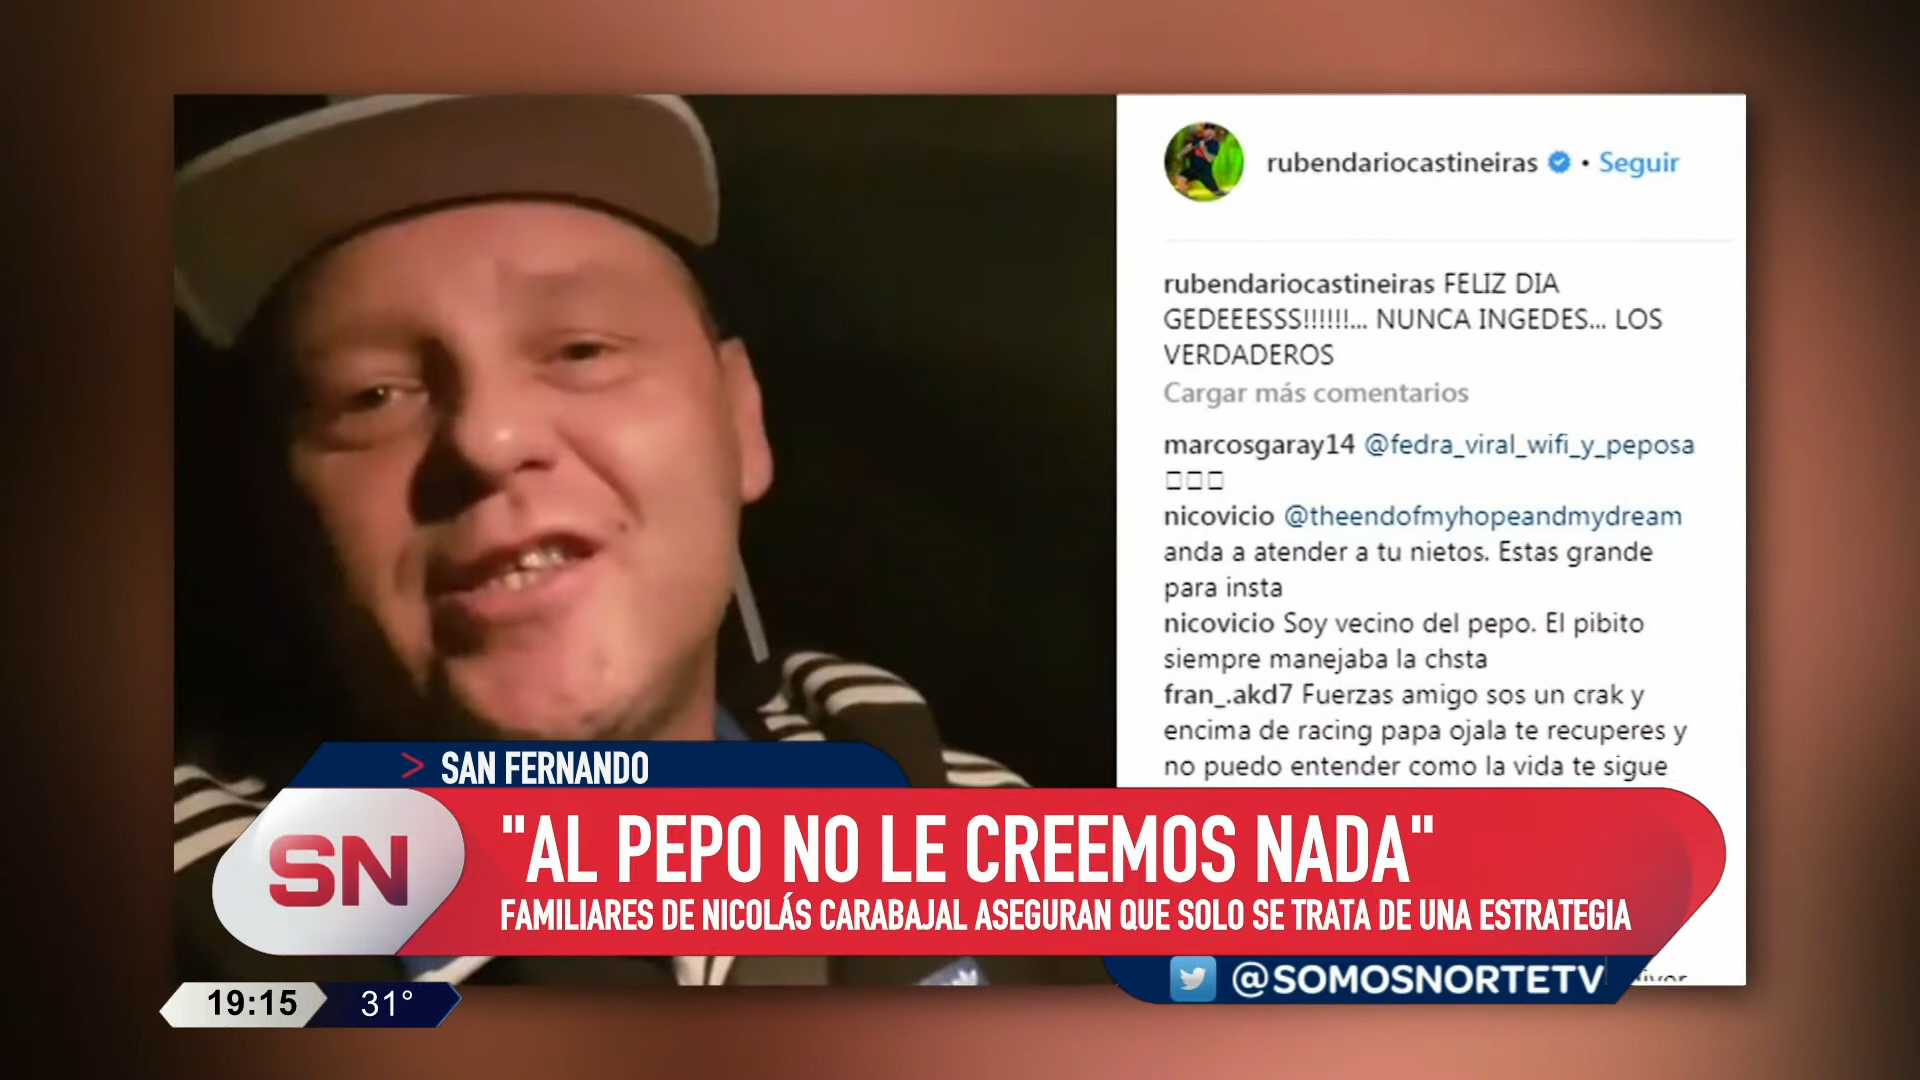 rubendariocastineiras • Seguir
rubendariocastineiras FELIZ DIA
GEDEEESSS!!!!!!... NUNCA INGEDES... LOS
VERDADEROS
Cargar más comentarios
marcosgaray14 @fedra_viral_wifi_y_peposa
nicovicio @theendofmyhopeandmydream
anda a atender a tu nietos. Estas grande
para insta
nicovicio Soy vecino del pepo. El pibito
siempre manejaba la chsta
fran_.akd7 Fuerzas amigo sos un crak y
encima de racing papa ojala te recuperes y
no puedo entender como la vida te sigue
> SAN FERNANDO
SN
"AL PEPO NO LE CREEMOS NADA"
FAMILIARES DE NICOLÁS CARABAJAL ASEGURAN QUE SOLO SE TRATA DE UNA ESTRATEGIA
@SOMOSNORTETV
19:15 31°